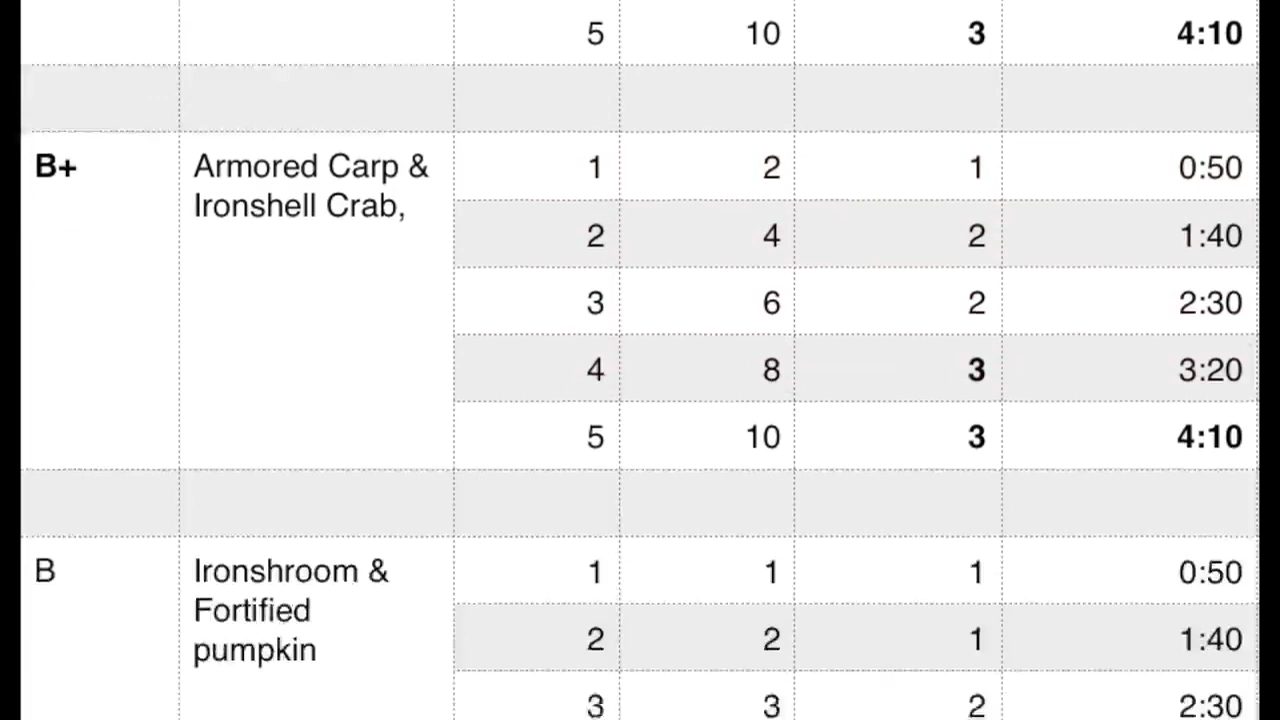 5 10 3 4:10
B+ Armored Carp & 1 2 1 0:50
Ironshell Crab,
2 4 2 1:40
3 6 2 2:30
4 8 3 3:20
5 10 3 4:10
B Ironshroom & 1 1 1 0:50
Fortified
2 2 1 1:40
pumpkin
3 3 2 2:30